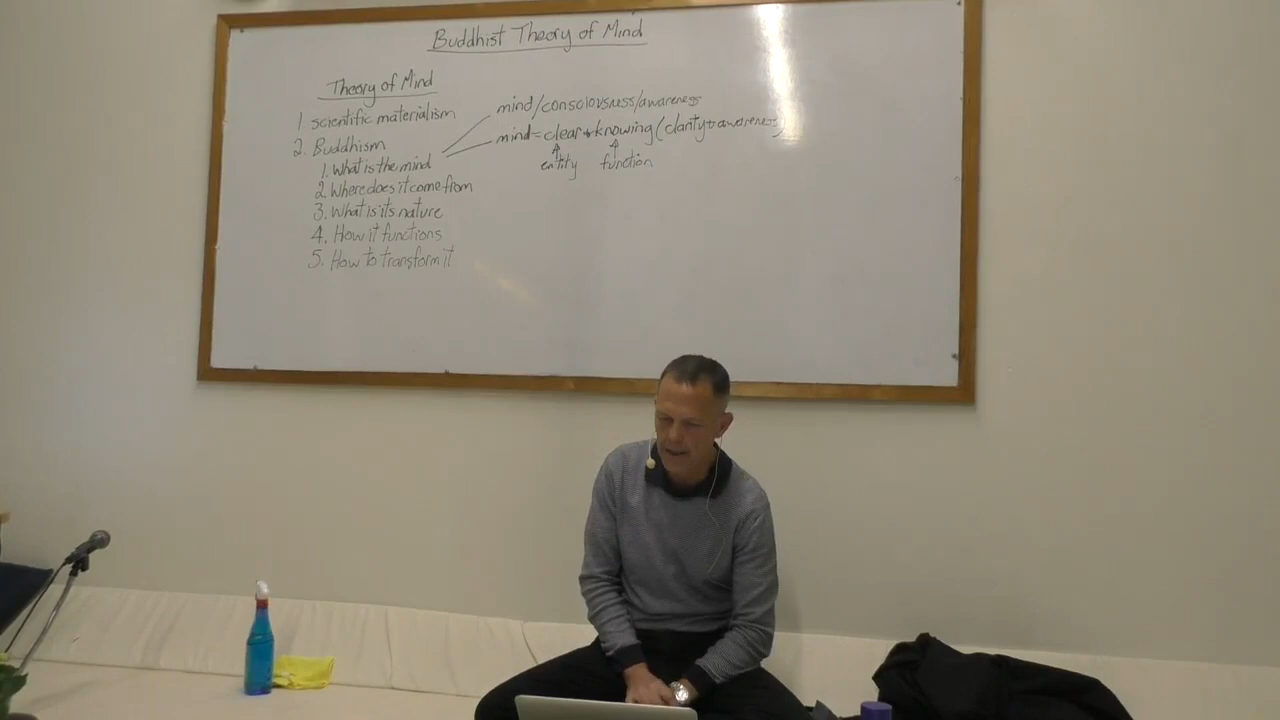 Buddhist Theory of Mind
Theory of Mind
1 scientific materialism
2. Buddhism
1. What is the mind
2. Where does it come from
3. What is its nature
4. How it functions
5. How to transform it
mind/consciousness/awareness
mind=clear+knowing (clarity+awareness)
entity function